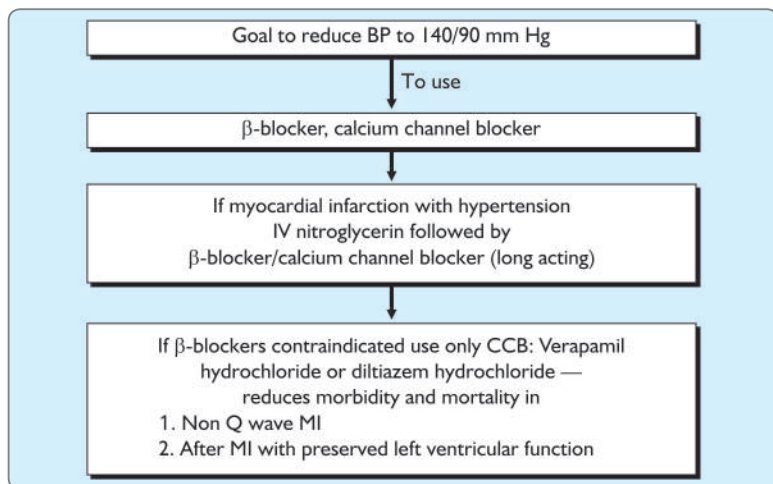 Goal to reduce BP to 140/90 mm Hg
To use
β-blocker, calcium channel blocker
If myocardial infarction with hypertension
IV nitroglycerin followed by
β-blocker/calcium channel blocker (long acting)
If β-blockers contraindicated use only CCB: Verapamil
hydrochloride or diltiazem hydrochloride —
reduces morbidity and mortality in
1. Non Q wave MI
2. After MI with preserved left ventricular function